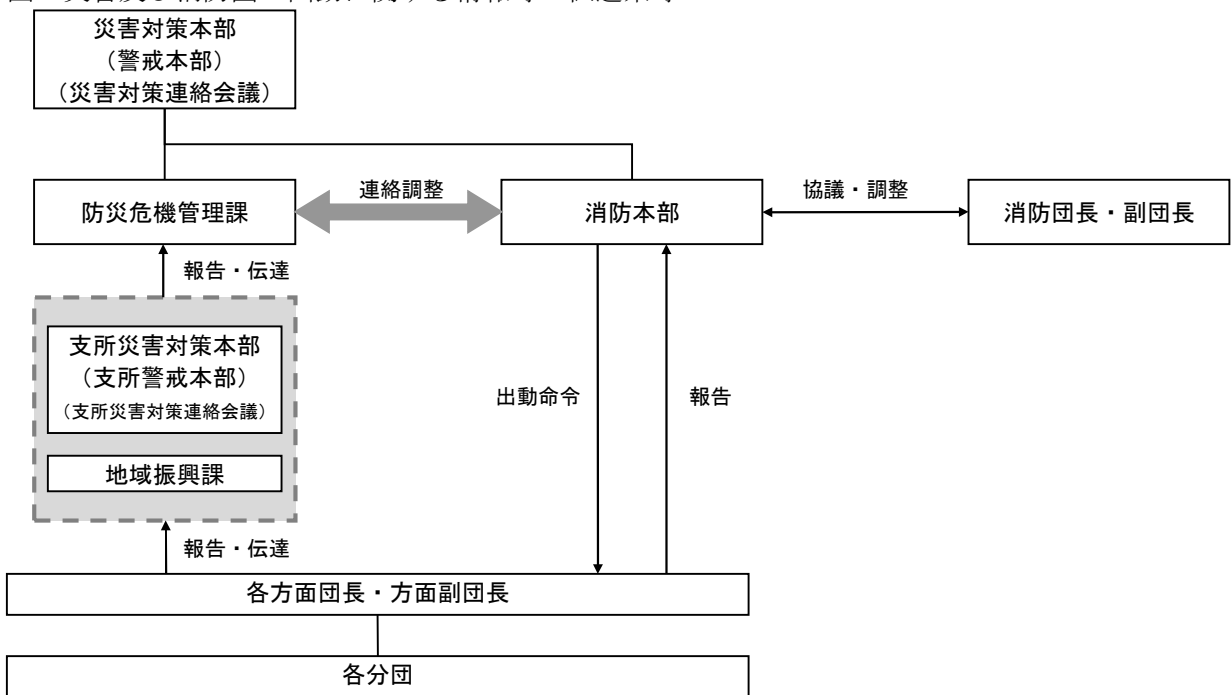 災害対策本部
（警戒本部）
（災害対策連絡会議）
防災危機管理課
連絡調整
消防本部
協議・調整
消防団長・副団長
報告・伝達
支所災害対策本部
（支所警戒本部）
（支所災害対策連絡会議）
地域振興課
出動命令
報告
報告・伝達
各方面団長・方面副団長
各分団